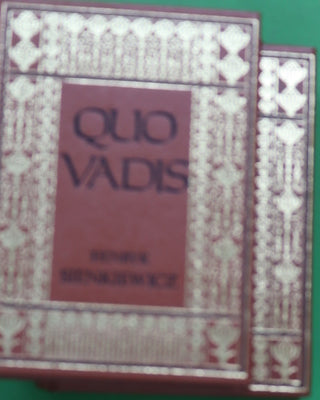 QUO
VADIS
HENRYK
SIENKIEWICZ